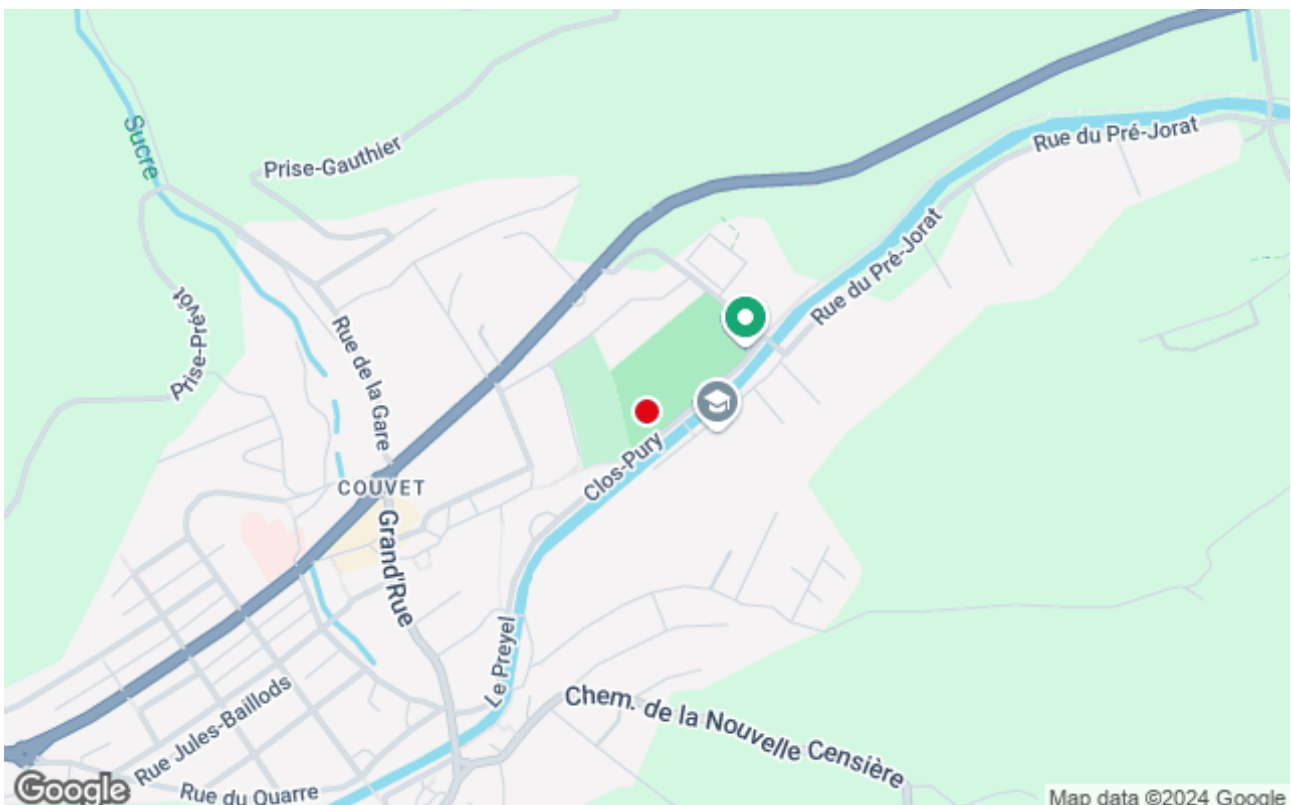 Sucre
Prise-Gauthier
Rue du Pré-Jorat
Rue du Pré-Jorat
Prise-Prévôt
Rue de la Gare
Clos-Pury
COUVET
Grand'Rue
Le Preyel
Rue Jules-Baillods
Chem. de la Nouvelle Censière
Rue du Quarre
Google
Map data ©2024 Google